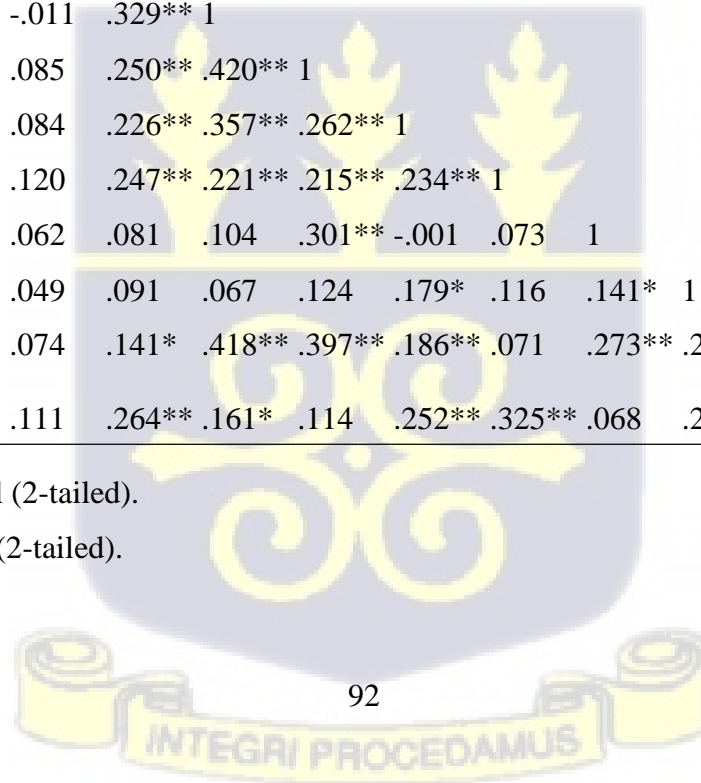 -.011 .329** 1
.085 .250** .420** 1
.084 .226** .357** .262** 1
.120 .247** .221** .215** .234** 1
.062 .081 .104 .301** -.001 .073 1
.049 .091 .067 .124 .179* .116 .141* 1
.074 .141* .418** .397** .186** .071 .273** .2
.111 .264** .161* .114 .252** .325** .068 .2
(2-tailed).
(2-tailed).
92
INTEGRI PROCEDAMUS